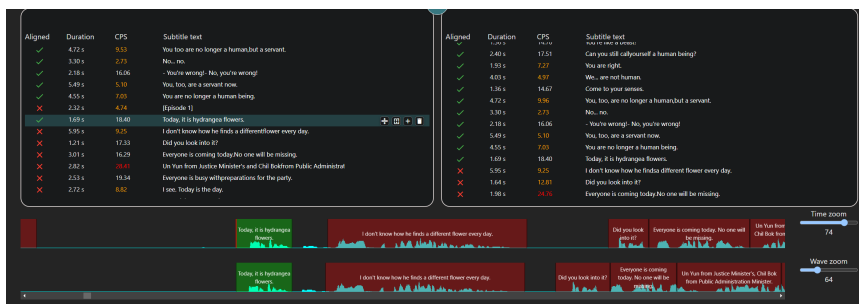 Aligned Duration CPS Subtitle text
4.72 s 9.53 You too are no longer a human,but a servant.
3.30 s 2.73 No... no.
2.18 s 16.06 - You're wrong!- No, you're wrong!
5.49 s 5.10 You, too, are a servant now.
4.55 s 7.03 You are no longer a human being.
2.32 s 4.74 [Episode 1]
1.69 s 18.40 Today, it is hydrangea flowers.
5.95 s 9.25 I don't know how he finds a differentflower every day.
1.21 s 17.33 Did you look into it?
3.01 s 16.29 Everyone is coming today.No one will be missing.
2.82 s Un Yun from Justice Minister's and Chil Bokfrom Public Administrat
2.53 s 19.34 Everyone is busy withpreparations for the party.
2.72 s 8.82 I see. Today is the day.
Aligned Duration CPS Subtitle text
You're like a beast!
2.40 s 17.51 Can you still callyourself a human being?
1.93 s 7.27 You are right.
4.03 s 4.97 We... are not human.
1.36 s 14.67 Come to your senses.
4.72 s 9.96 You, too, are no longer a human,but a servant.
3.30 s 2.73 No... no.
2.18 s 16.06 - You're wrong!- No, you're wrong!
5.49 s 5.10 You, too, are a servant now.
4.55 s 7.03 You are no longer a human being.
1.69 s 18.40 Today, it is hydrangea flowers.
5.95 s 9.25 I don't know how he findsa different flower every day.
1.64 s 12.81 Did you look into it?
1.98 s 24.76 Everyone is coming today.No one will be missing.
Today, it is hydrangea
flowers.
I don't know how he finds a different flower every day.
Did you look
into it?
Everyone is coming today. No one will
be missing.
Un Yun from
Chil Bok from
Time zoom
74
Today, it is hydrangea
flowers.
I don't know how he finds a different flower every day.
Did you look into it?
Everyone is coming
today. No one will be
missing.
Un Yun from Justice Minister's, Chil Bok
from Public Administration Minister.
Wave zoom
64